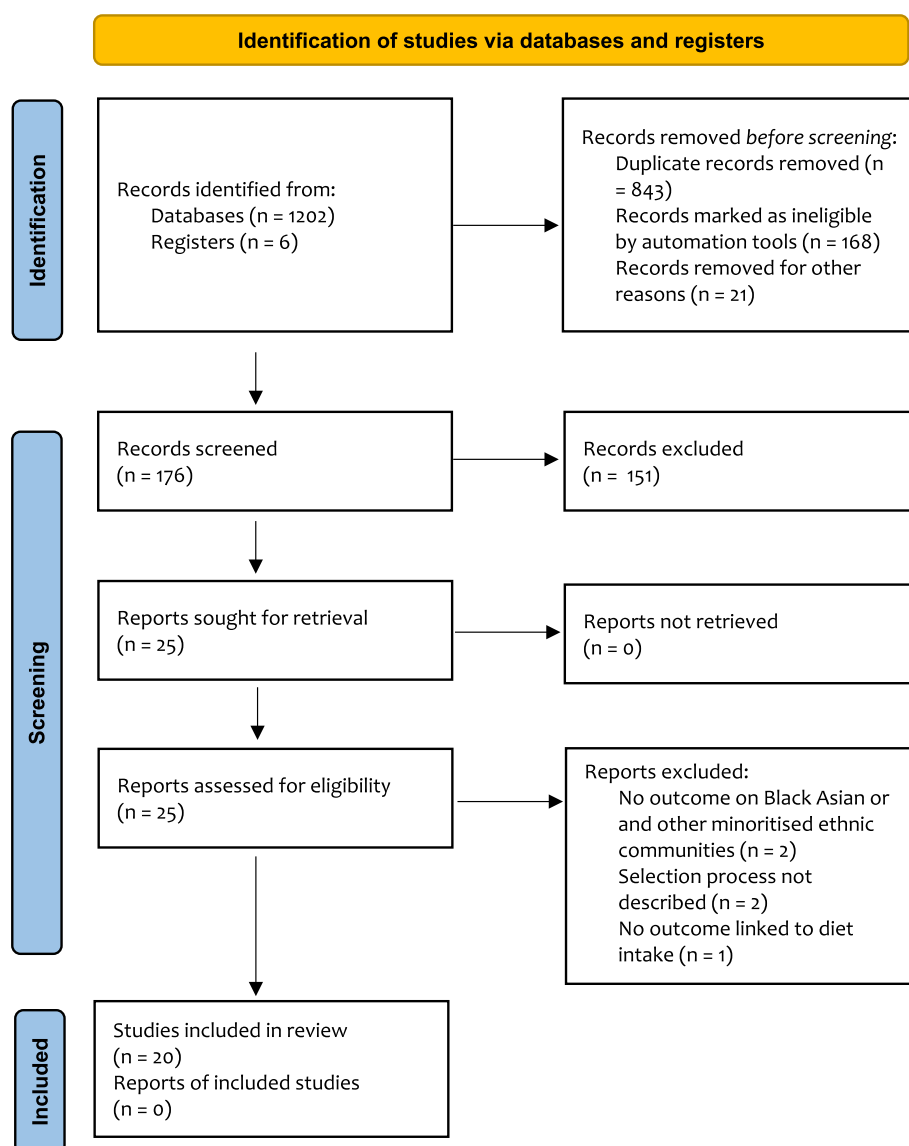 Identification of studies via databases and registers
Identification
Records identified from:
Databases (n = 1202)
Registers (n = 6)
Records removed before screening:
Duplicate records removed (n
= 843)
Records marked as ineligible
by automation tools (n = 168)
Records removed for other
reasons (n = 21)
Screening
Records screened
(n = 176)
Records excluded
(n = 151)
Reports sought for retrieval
(n = 25)
Reports not retrieved
(n = 0)
Reports assessed for eligibility
(n = 25)
Reports excluded:
No outcome on Black Asian or
and other minoritised ethnic
communities (n = 2)
Selection process not
described (n = 2)
No outcome linked to diet
intake (n = 1)
Included
Studies included in review
(n = 20)
Reports of included studies
(n = 0)